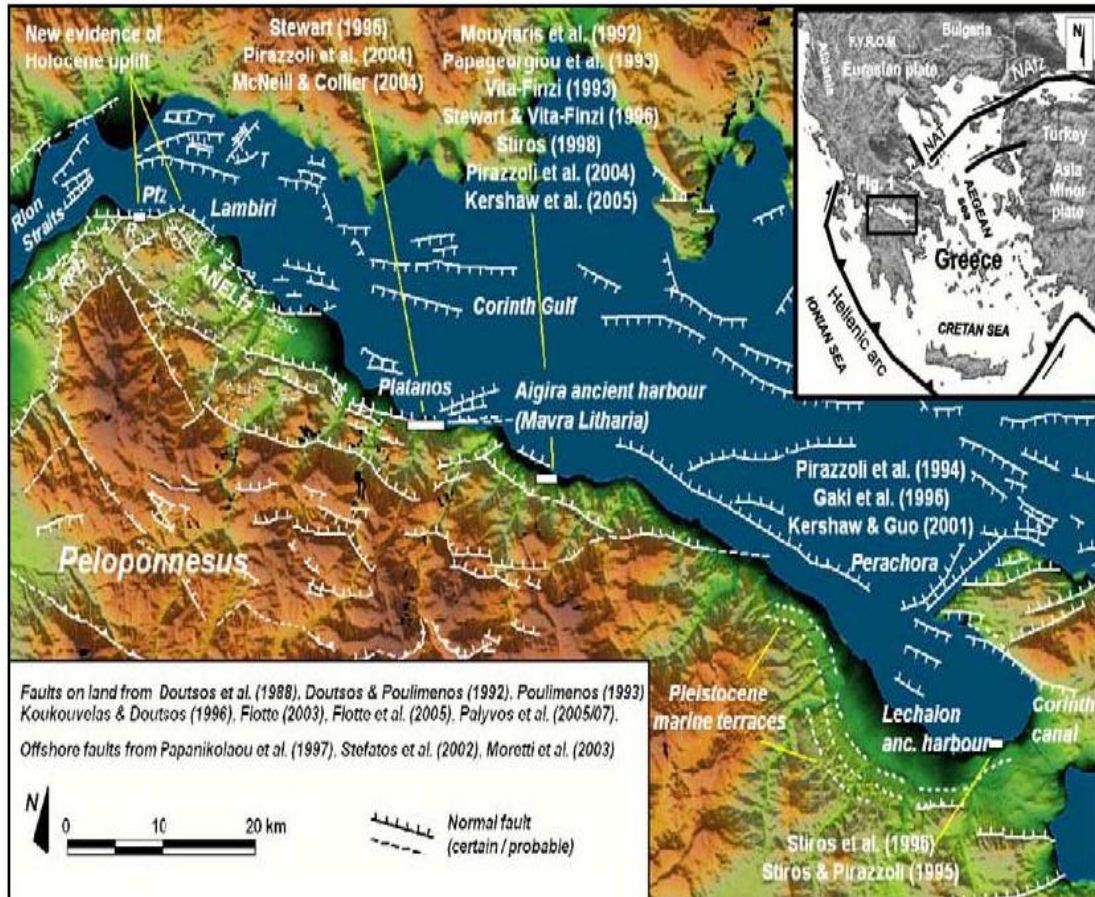 New evidence of
Holocene uplift
Stewart (1996)
Pirazzoli et al. (2004)
McNeill & Collier (2004)
Mouyiaris et al. (1992)
Papageorgiou et al. (1993)
Vita-Finzi (1993)
Stewart & Vita-Finzi (1996)
Stiros (1998)
Pirazzoli et al. (2004)
Kershaw et al. (2005)
N
F.Y.R.O.M
Bulgaria
Albania
Eurasian plate
NAfz
NAT
Turkey
Asia
Minor
plate
Fig. 1
AEGEAN
sea
Greece
Hellenic arc
IONIAN SEA
CRETAN SEA
Rion
Straits
Pfz
R
T
Lambiri
ANELfz
Corinth Gulf
Platanos
Aigira ancient harbour
(Mavra Litharia)
Peloponnesus
Pirazzoli et al. (1994)
Gaki et al. (1996)
Kershaw & Guo (2001)
Perachora
Pleistocene
marine terraces
Lechaion
anc. harbour
Corinth
canal
Stiros et al. (1996)
Stiros & Pirazzoli (1995)
Faults on land from Doutsos et al. (1988), Doutsos & Poulimenos (1992), Poulimenos (1993)
Koukouvelas & Doutsos (1996), Flotte (2003), Flotte et al. (2005), Palyvos et al. (2005/07).
Offshore faults from Papanikolaou et al. (1997), Stefatos et al. (2002), Moretti et al. (2003)
N
0 10 20 km
Normal fault
(certain / probable)